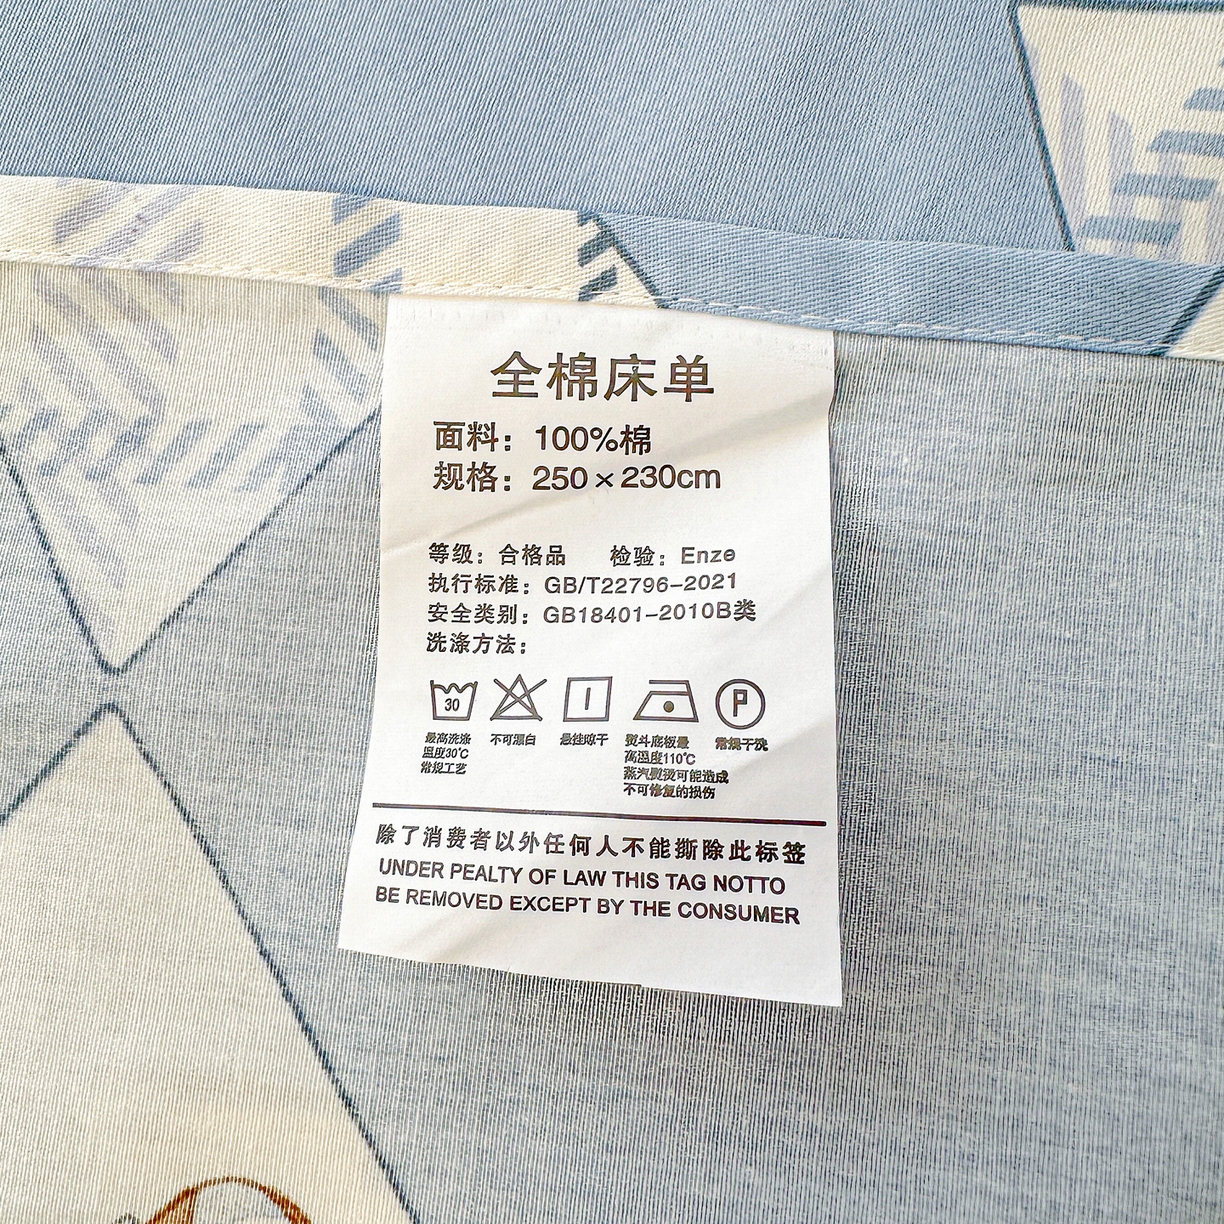 全棉床单
面料：100%棉
规格：250×230cm
等级：合格品 检验：Enze
执行标准：GB/T22796-2021
安全类别：GB18401-2010B类
洗涤方法：
30 P
最高洗涤 不可漂白 悬挂晾干 熨斗底板最 常规干洗
温度30℃ 高温度110℃
常规工艺 蒸汽熨烫可能造成
不可修复的损伤
除了消费者以外任何人不能撕除此标签
UNDER PEALTY OF LAW THIS TAG NOTTO
BE REMOVED EXCEPT BY THE CONSUMER